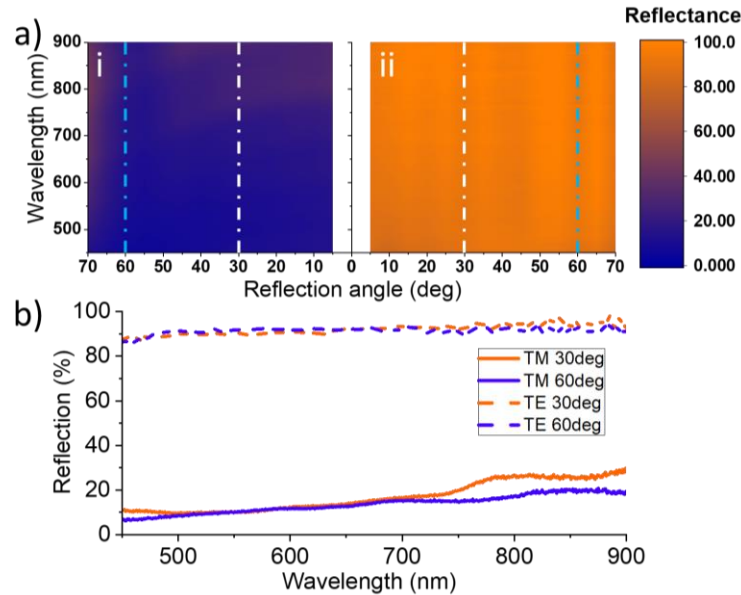 a)
Reflectance
i
ii
Wavelength (nm)
900
800
700
600
500
70 60 50 40 30 20 10 0 10 20 30 40 50 60 70
Reflection angle (deg)
100.0
80.00
60.00
40.00
20.00
0.000
b)
Reflection (%)
100
80
60
40
20
0
TM 30deg
TM 60deg
TE 30deg
TE 60deg
500 600 700 800 900
Wavelength (nm)